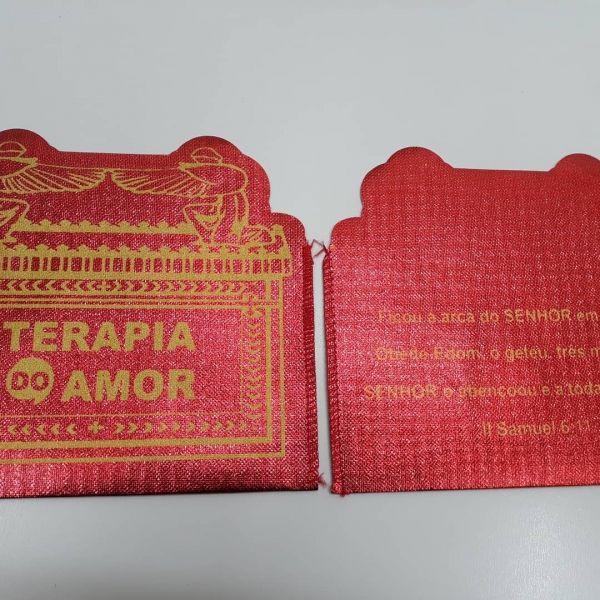 TERAPIA
DO AMOR
Ficou a arca do SENHOR em
Obede-Edom, o geteu, três m
SENHOR o abençoou e a toda
II Samuel 6:11